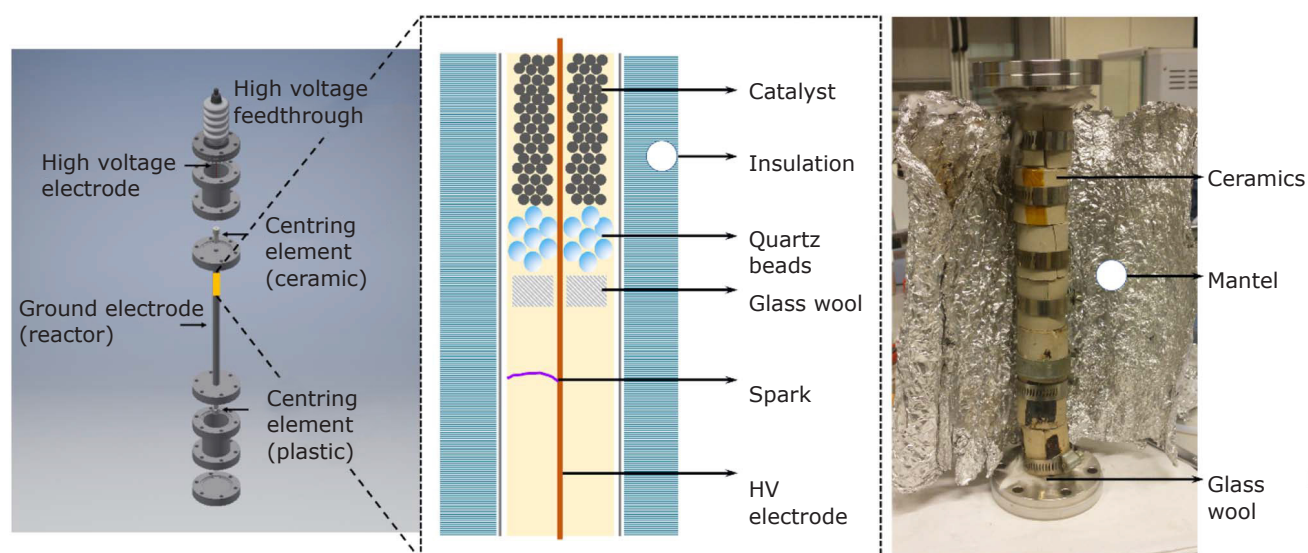 High voltage
feedthrough
High voltage
electrode
Centring
element
(ceramic)
Ground electrode
(reactor)
Centring
element
(plastic)
Catalyst
Insulation
Quartz
beads
Glass wool
Spark
HV
electrode
Ceramics
Mantel
Glass
wool